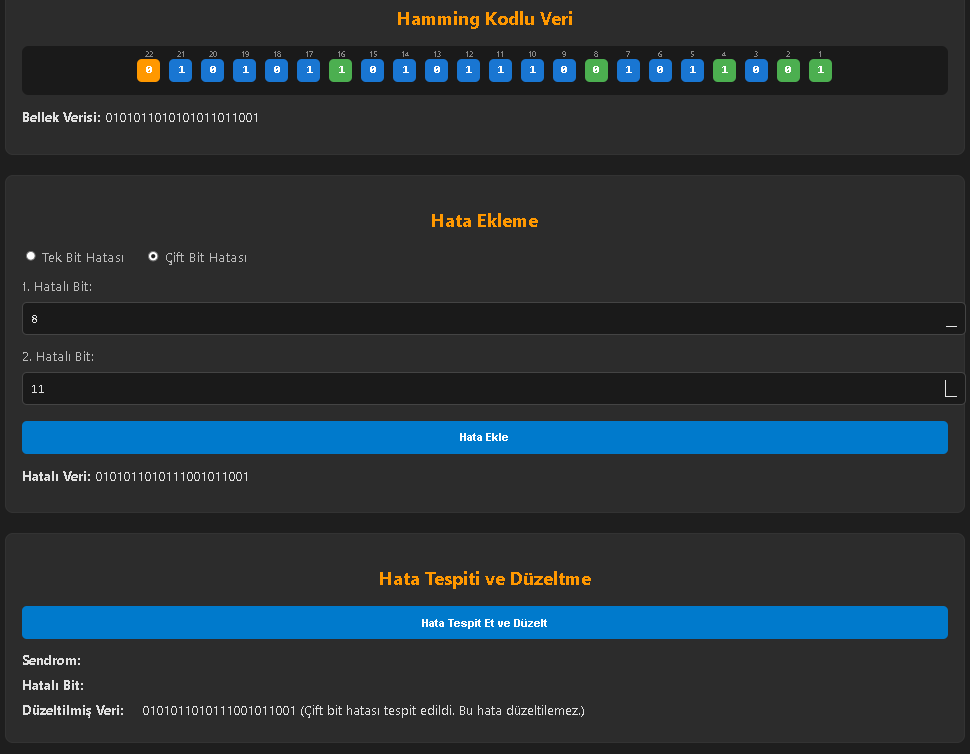 Hamming Kodlu Veri
22 21 20 19 18 17 16 15 14 13 12 11 10 9 8 7 6 5 4 3 2 1
0 1 0 1 0 1 1 0 1 0 1 1 1 0 0 1 0 1 1 0 0 1
Bellek Verisi: 0101011010101011011001
Hata Ekleme
Tek Bit Hatası Çift Bit Hatası
1. Hatalı Bit:
8
2. Hatalı Bit:
11
Hata Ekle
Hatalı Veri: 0101011010111001011001
Hata Tespiti ve Düzeltme
Hata Tespit Et ve Düzelt
Sendrom:
Hatalı Bit:
Düzeltilmiş Veri: 0101011010111001011001 (Çift bit hatası tespit edildi. Bu hata düzeltilemez.)